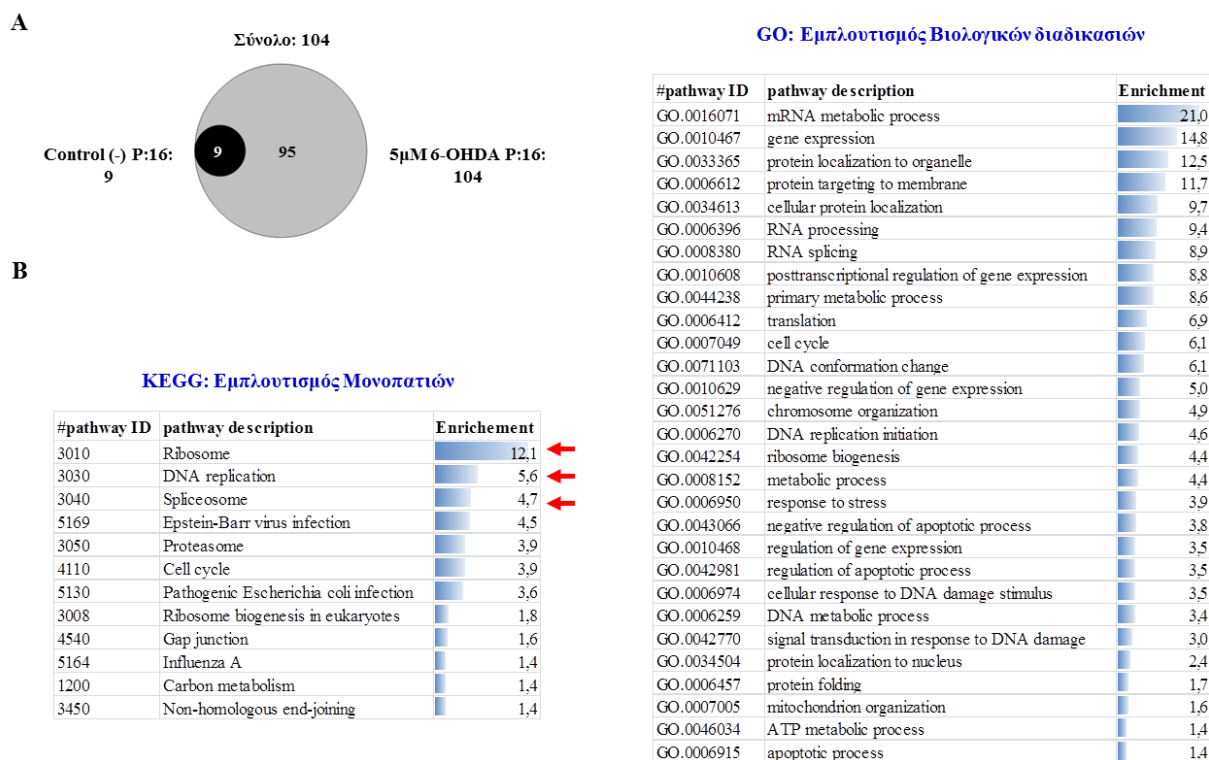 A
Σύνολο: 104
Control (-) P:16:
9
9
95
5μM 6-OHDA P:16:
104
B
KEGG: Εμπλουτισμός Μονοπατιών
#pathway ID pathway description Enrichement
3010 Ribosome 12,1
3030 DNA replication 5,6
3040 Spliceosome 4,7
5169 Epstein-Barr virus infection 4,5
3050 Proteasome 3,9
4110 Cell cycle 3,9
5130 Pathogenic Escherichia coli infection 3,6
3008 Ribosome biogenesis in eukaryotes 1,8
4540 Gap junction 1,6
5164 Influenza A 1,4
1200 Carbon metabolism 1,4
3450 Non-homologous end-joining 1,4
GO: Εμπλουτισμός Βιολογικών διαδικασιών
#pathway ID pathway description Enrichment
GO.0016071 mRNA metabolic process 21,0
GO.0010467 gene expression 14,8
GO.0033365 protein localization to organelle 12,5
GO.0006612 protein targeting to membrane 11,7
GO.0034613 cellular protein localization 9,7
GO.0006396 RNA processing 9,4
GO.0008380 RNA splicing 8,9
GO.0010608 posttranscriptional regulation of gene expression 8,8
GO.0044238 primary metabolic process 8,6
GO.0006412 translation 6,9
GO.0007049 cell cycle 6,1
GO.0071103 DNA conformation change 6,1
GO.0010629 negative regulation of gene expression 5,0
GO.0051276 chromosome organization 4,9
GO.0006270 DNA replication initiation 4,6
GO.0042254 ribosome biogenesis 4,4
GO.0008152 metabolic process 4,4
GO.0006950 response to stress 3,9
GO.0043066 negative regulation of apoptotic process 3,8
GO.0010468 regulation of gene expression 3,5
GO.0042981 regulation of apoptotic process 3,5
GO.0006974 cellular response to DNA damage stimulus 3,5
GO.0006259 DNA metabolic process 3,4
GO.0042770 signal transduction in response to DNA damage 3,0
GO.0034504 protein localization to nucleus 2,4
GO.0006457 protein folding 1,7
GO.0007005 mitochondrion organization 1,6
GO.0046034 ATP metabolic process 1,4
GO.0006915 apoptotic process 1,4